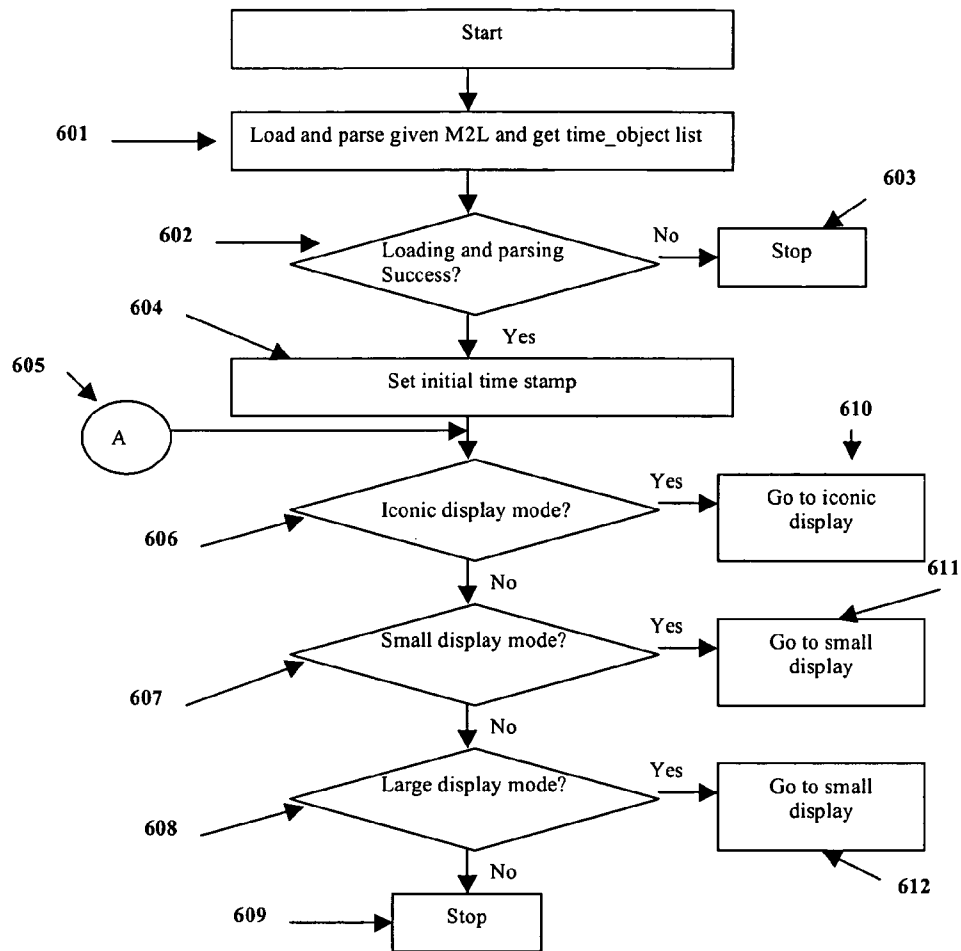 Start
601
Load and parse given M2L and get time_object list
603
602
Loading and parsing
Success?
No
Stop
604
Yes
605
Set initial time stamp
A
610
Iconic display mode?
Yes
Go to iconic
display
606
No
611
Small display mode?
Yes
Go to small
display
607
No
Large display mode?
Yes
Go to small
display
608
No
612
609
Stop